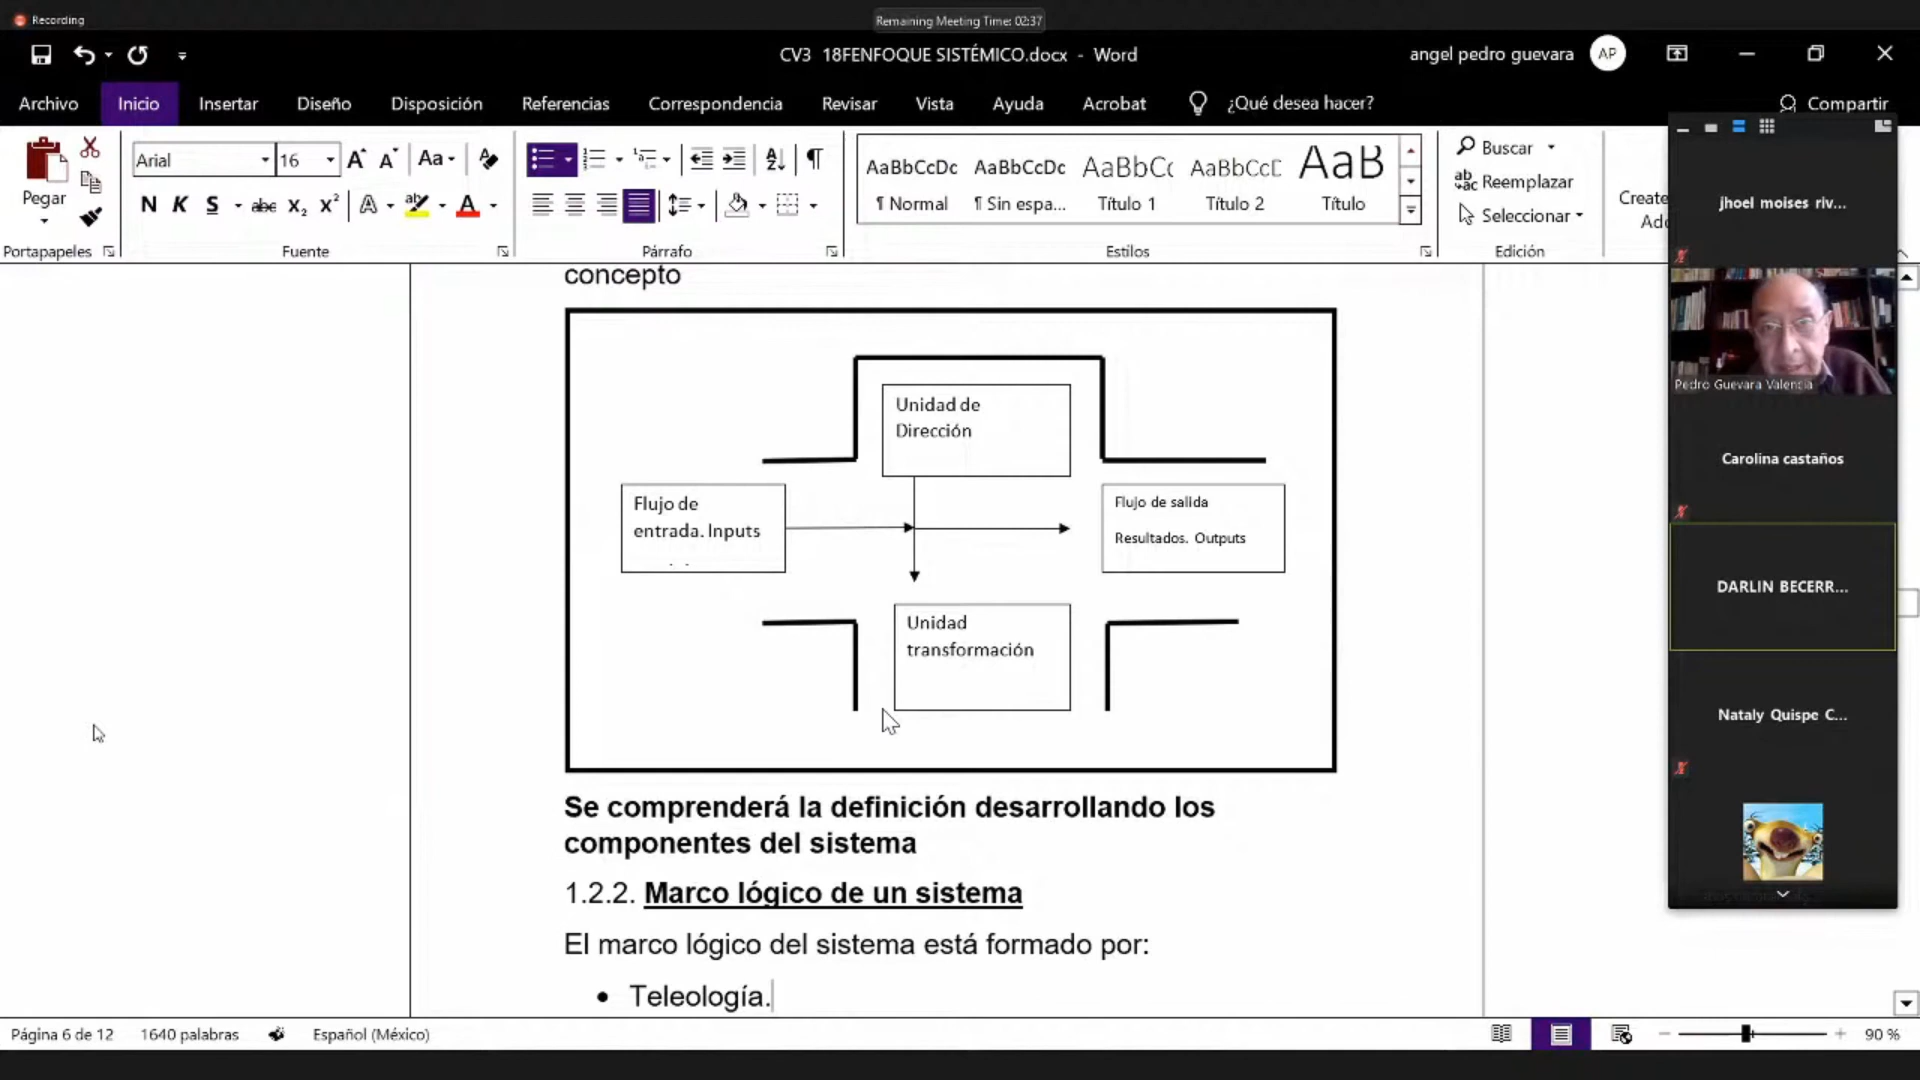 Recording
Remaining Meeting Time: 02:37
CV3 18FENFOQUE SISTÉMICO.docx - Word
angel pedro guevara
AP
Archivo
Inicio
Insertar
Diseño
Disposición
Referencias
Correspondencia
Revisar
Vista
Ayuda
Acrobat
¿Qué desea hacer?
Compartir
Pegar
Arial
16
Aa
N K S abc X₂ X²
Portapapeles
Fuente
Párrafo
AaBbCcDc
¶ Normal
AaBbCcDc
¶ Sin espa...
AaBbCc
Título 1
AaBbCcD
Título 2
AaB
Título
Estilos
Buscar
Reemplazar
Seleccionar
Edición
Create
concepto
Unidad de
Dirección
Flujo de
entrada. Inputs
Flujo de salida
Resultados. Outputs
Unidad
transformación
Se comprenderá la definición desarrollando los
componentes del sistema
1.2.2. Marco lógico de un sistema
El marco lógico del sistema está formado por:
• Teleología.
jhoel moises riv...
Pedro Guevara Valencia
Carolina castaños
DARLIN BECERR...
Nataly Quispe C...
Página 6 de 12
1640 palabras
Español (México)
90 %